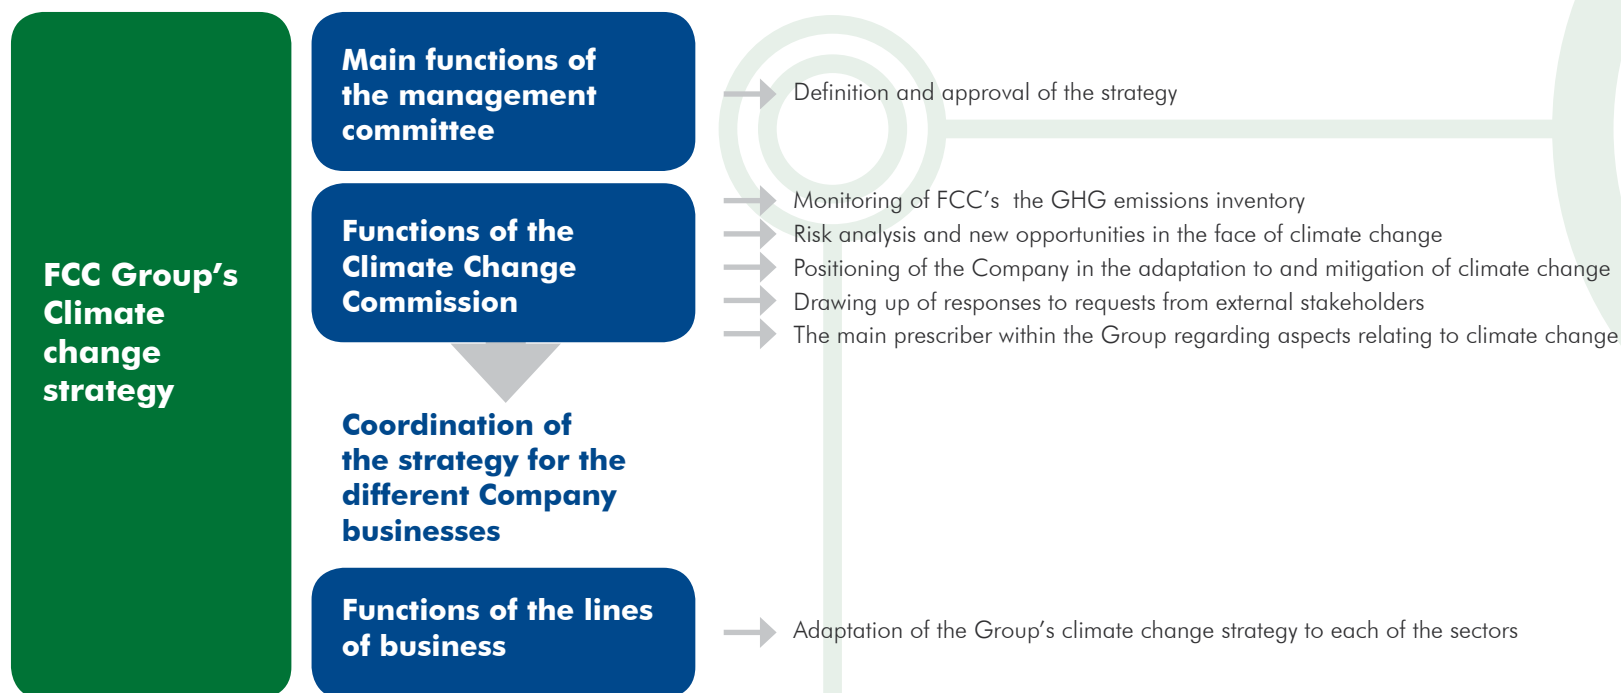 FCC Group’s
Climate
change
strategy
Main functions of
the management
committee
Definition and approval of the strategy
Functions of the
Climate Change
Commission
Monitoring of FCC’s  the GHG emissions inventory
Risk analysis and new opportunities in the face of climate change
Positioning of the Company in the adaptation to and mitigation of climate change
Drawing up of responses to requests from external stakeholders
The main prescriber within the Group regarding aspects relating to climate change
Coordination of
the strategy for the
different Company
businesses
Functions of the lines
of business
Adaptation of the Group’s climate change strategy to each of the sectors